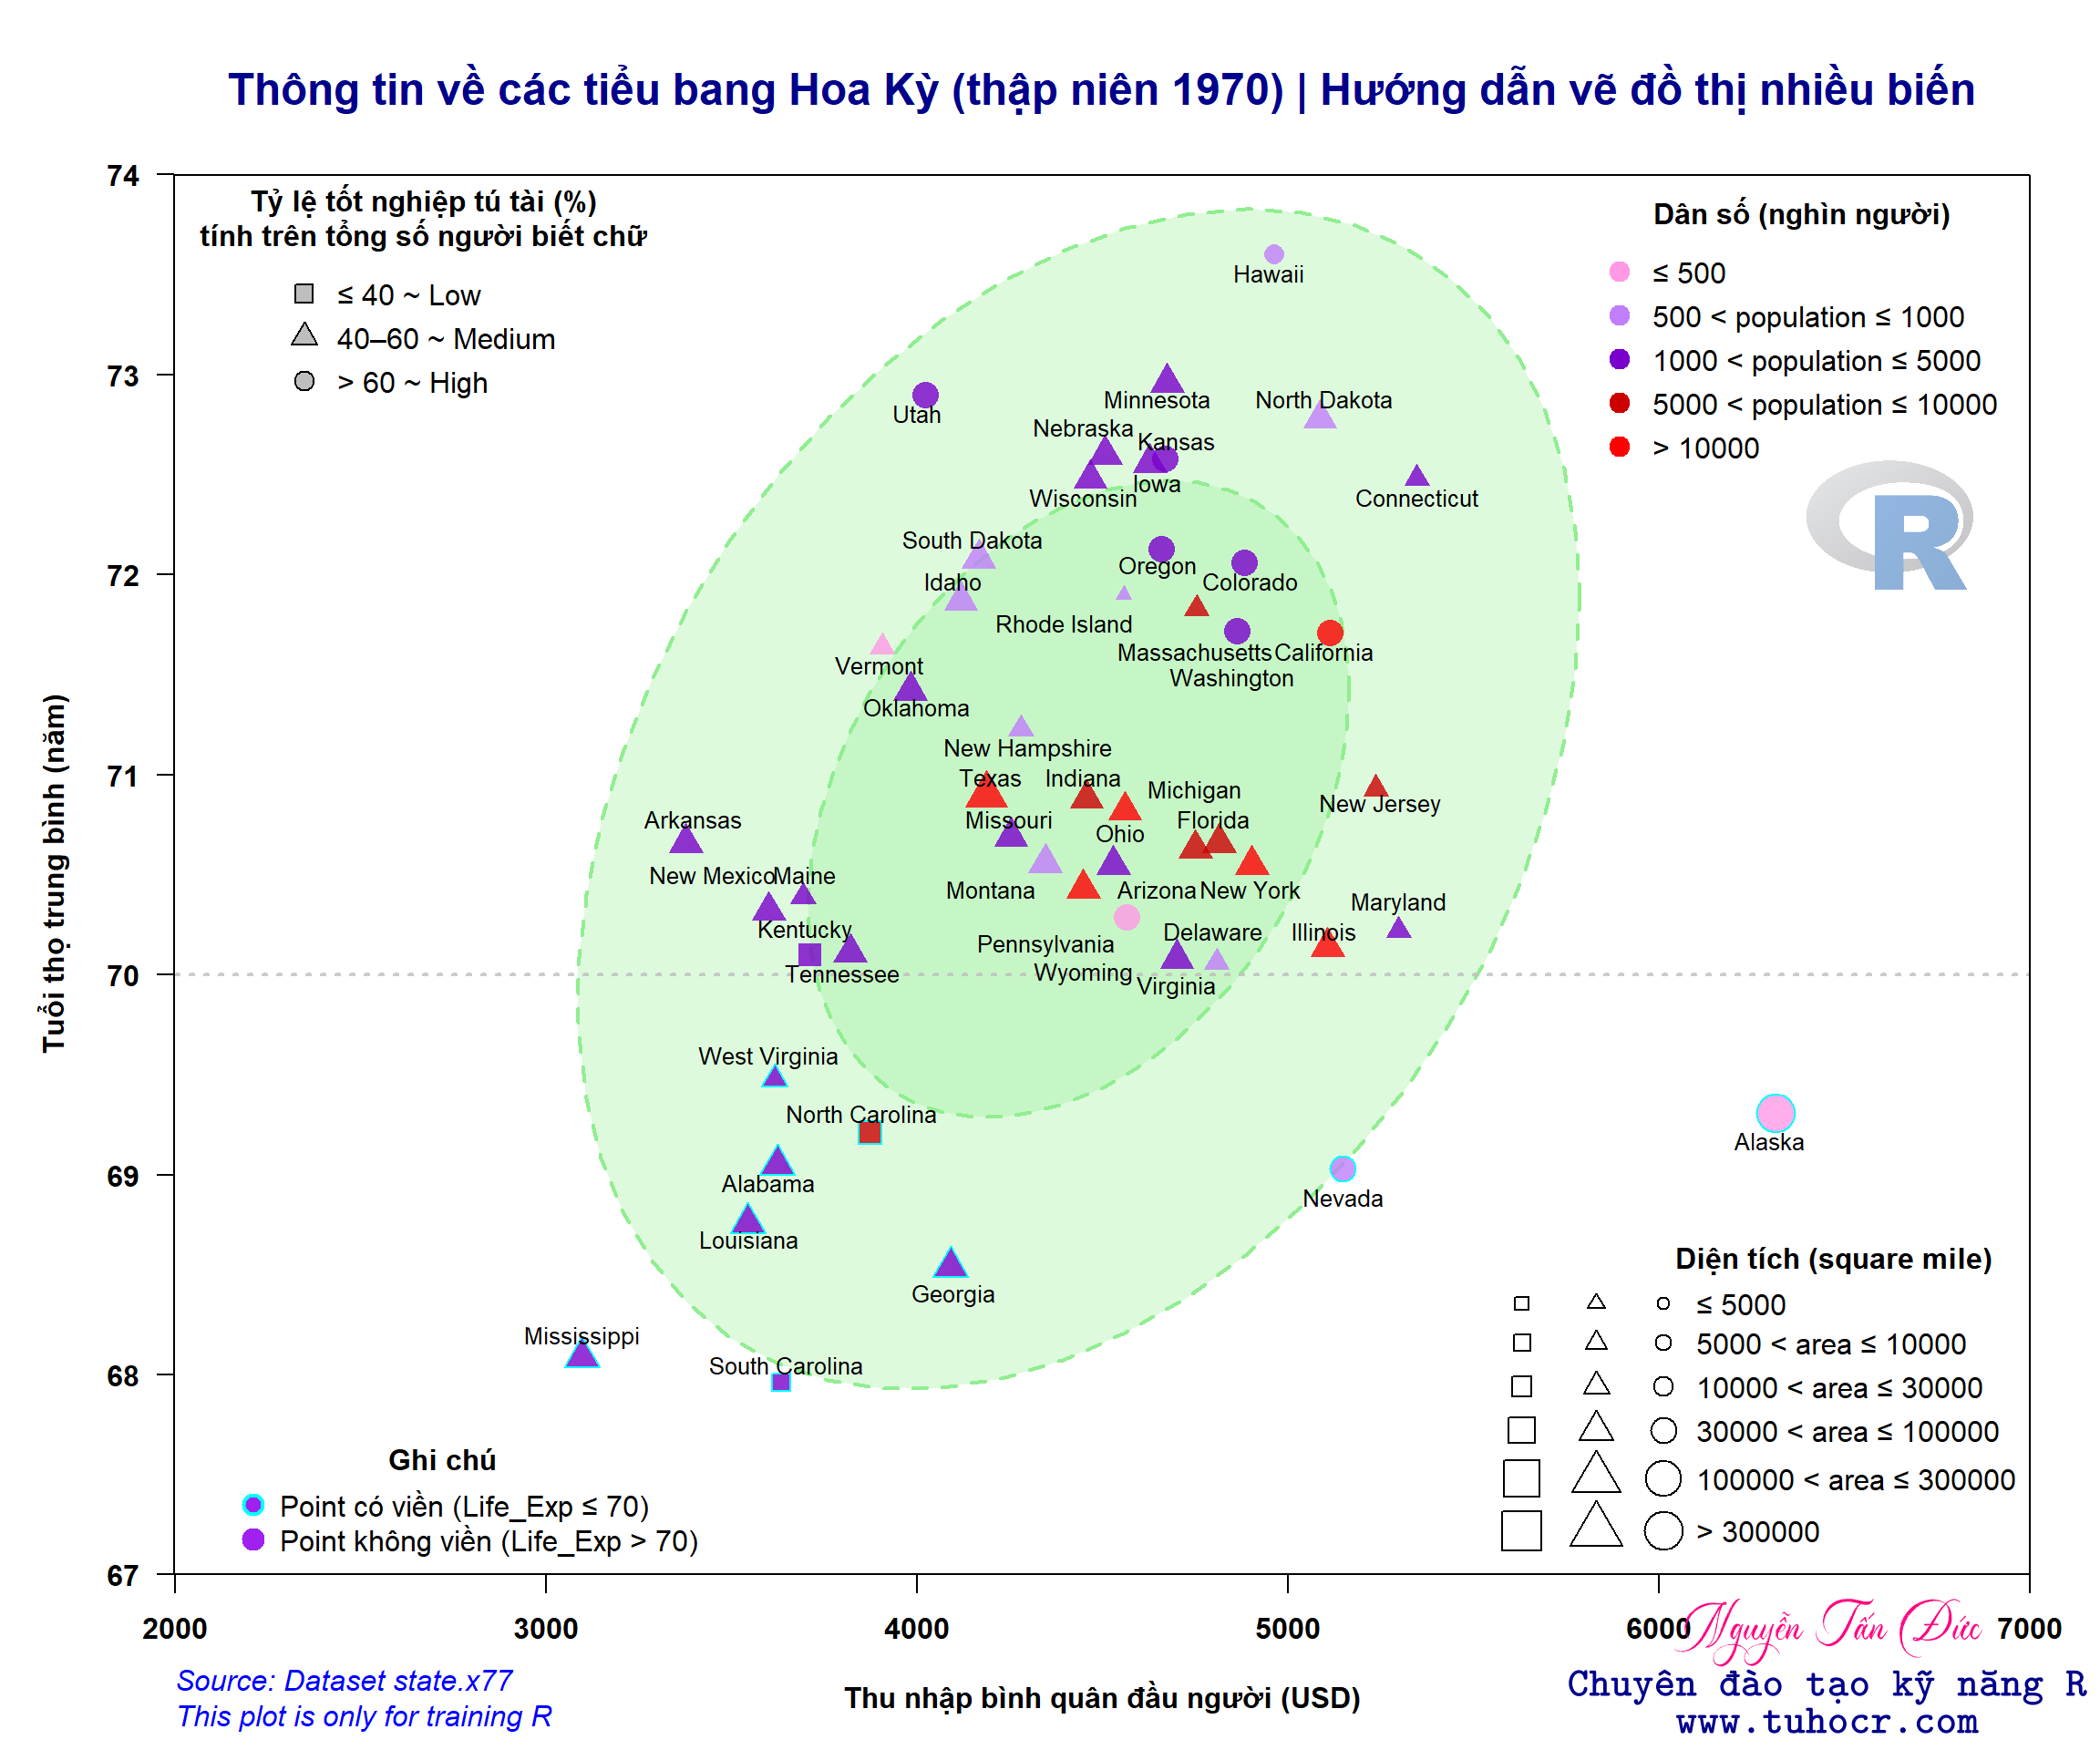 Thông tin về các tiểu bang Hoa Kỳ (thập niên 1970) | Hướng dẫn vẽ đồ thị nhiều biến
Tỷ lệ tốt nghiệp tú tài (%)
tính trên tổng số người biết chữ
≤ 40 ~ Low
40–60 ~ Medium
> 60 ~ High
Dân số (nghìn người)
≤ 500
500 < population ≤ 1000
1000 < population ≤ 5000
5000 < population ≤ 10000
> 10000
R
Tuổi thọ trung bình (năm)
74
73
72
71
70
69
68
67
Hawaii
Utah
Minnesota
North Dakota
Nebraska
Kansas
Iowa
Wisconsin
Connecticut
South Dakota
Oregon
Idaho
Colorado
Rhode Island
Vermont
Massachusetts
California
Washington
Oklahoma
New Hampshire
Texas
Indiana
Michigan
New Jersey
Arkansas
Missouri
Ohio
Florida
New Mexico
Maine
Montana
Arizona
New York
Maryland
Kentucky
Tennessee
Pennsylvania
Delaware
Illinois
Wyoming
Virginia
West Virginia
North Carolina
Alaska
Alabama
Nevada
Louisiana
Georgia
Mississippi
South Carolina
Ghi chú
Point có viền (Life_Exp ≤ 70)
Point không viền (Life_Exp > 70)
Diện tích (square mile)
≤ 5000
5000 < area ≤ 10000
10000 < area ≤ 30000
30000 < area ≤ 100000
100000 < area ≤ 300000
> 300000
2000
3000
4000
5000
6000
7000
Thu nhập bình quân đầu người (USD)
Source: Dataset state.x77
This plot is only for training R
Nguyễn Tấn Đức
Chuyên đào tạo kỹ năng R
www.tuhocr.com